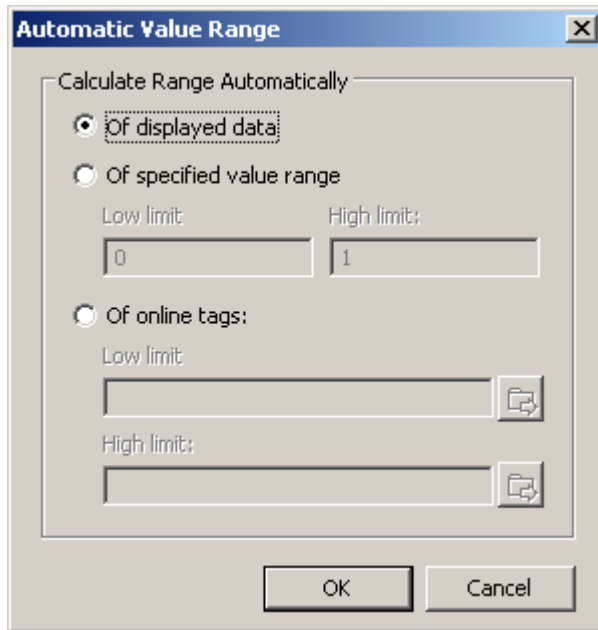 Automatic Value Range
Calculate Range Automatically
Of displayed data
Of specified value range
Low limit High limit:
0 1
Of online tags:
Low limit
High limit:
OK Cancel